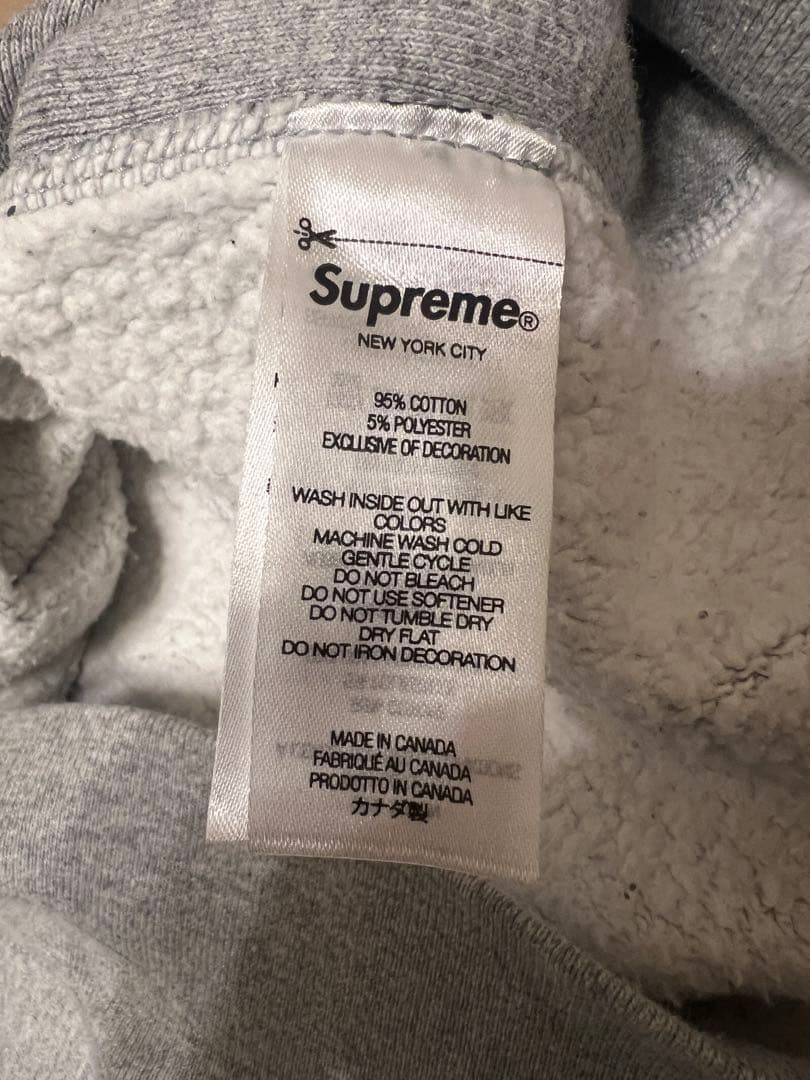 Supreme®
NEW YORK CITY
95% COTTON
5% POLYESTER
EXCLUSIVE OF DECORATION
WASH INSIDE OUT WITH LIKE
COLORS
MACHINE WASH COLD
GENTLE CYCLE
DO NOT BLEACH
DO NOT USE SOFTENER
DO NOT TUMBLE DRY
DRY FLAT
DO NOT IRON DECORATION
MADE IN CANADA
FABRIQUÉ AU CANADA
PRODOTTO IN CANADA
カナダ製